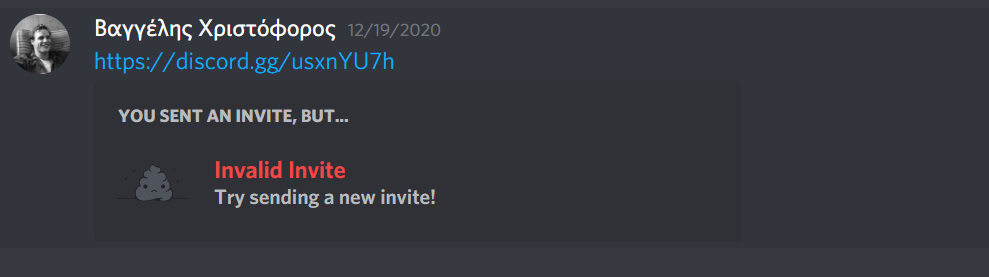 Βαγγέλης Χριστόφορος 12/19/2020
https://discord.gg/usxnYU7h
YOU SENT AN INVITE, BUT...
Invalid Invite
Try sending a new invite!